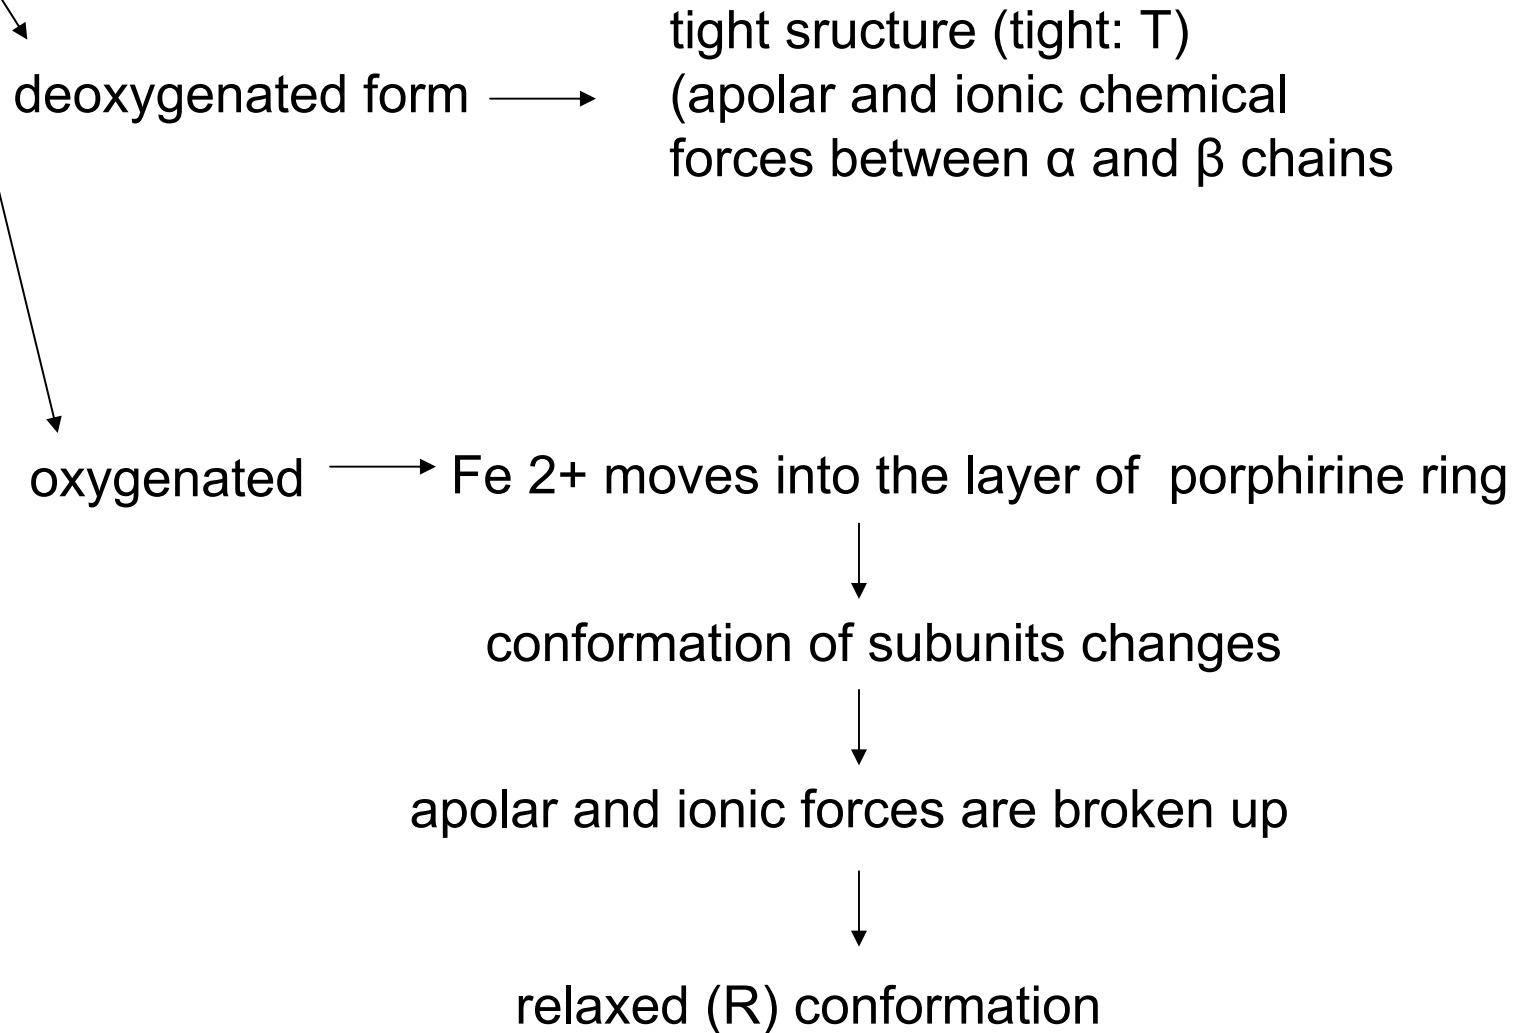 tight sructure (tight: T)
deoxygenated form
(apolar and ionic chemical
forces between α and β chains
oxygenated
Fe 2+ moves into the layer of porphirine ring
conformation of subunits changes
apolar and ionic forces are broken up
relaxed (R) conformation